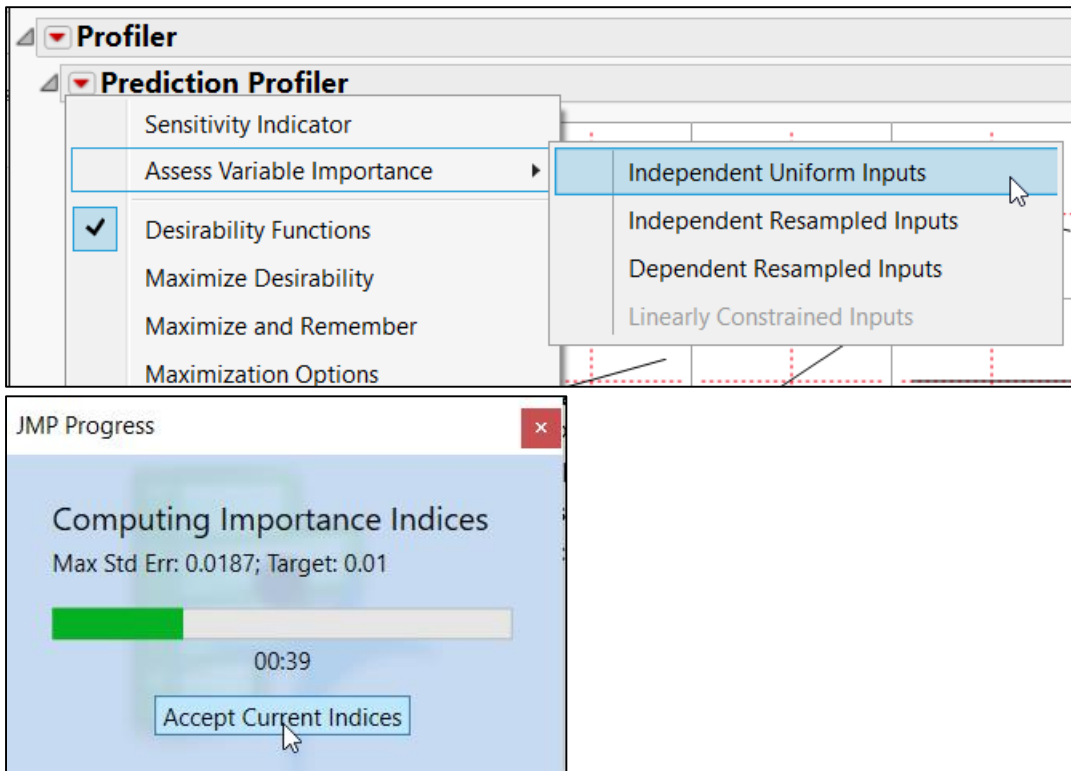 Profiler
Prediction Profiler
Sensitivity Indicator
Assess Variable Importance
Independent Uniform Inputs
Independent Resampled Inputs
Dependent Resampled Inputs
Linearly Constrained Inputs
Desirability Functions
Maximize Desirability
Maximize and Remember
Maximization Options
JMP Progress
Computing Importance Indices
Max Std Err: 0.0187; Target: 0.01
00:39
Accept Current Indices